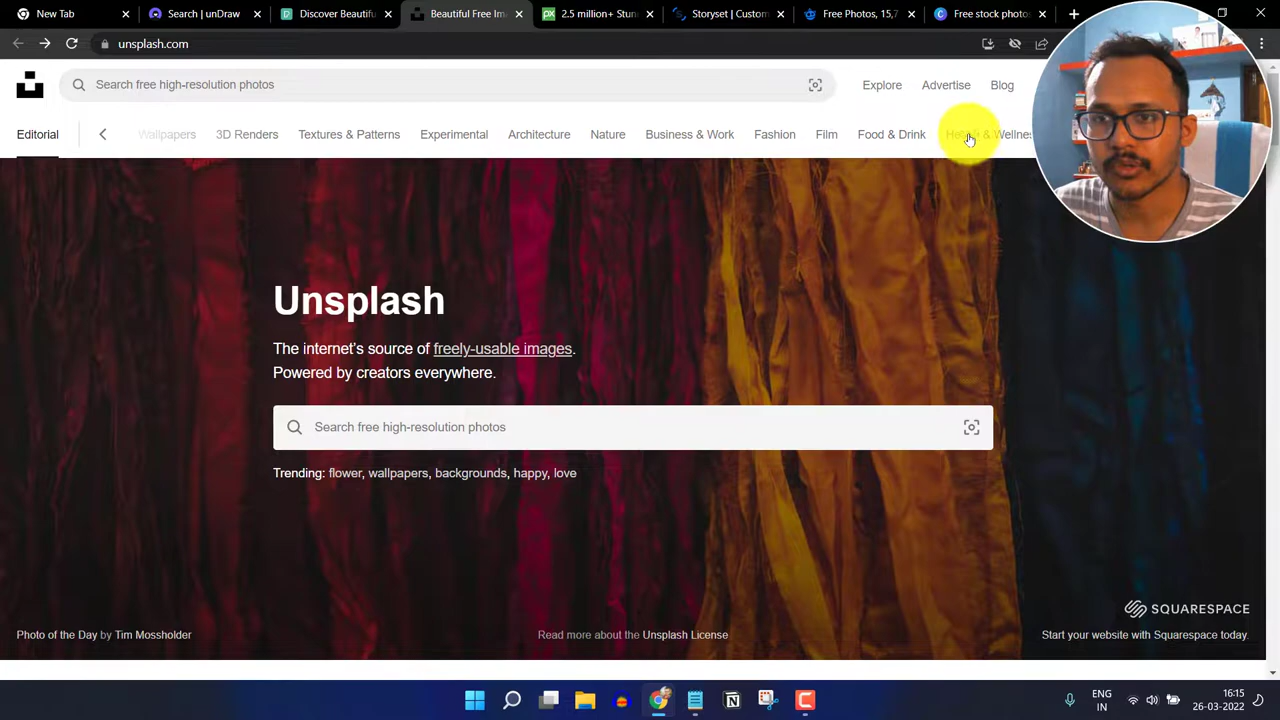 New Tab
Search | unDraw
Discover Beautifu
Beautiful Free Im
2.5 million+ Stun
Storyset | Custom
Free Photos, 15,7
Free stock photos
unsplash.com
Search free high-resolution photos
Explore
Advertise
Blog
Editorial
Wallpapers
3D Renders
Textures & Patterns
Experimental
Architecture
Nature
Business & Work
Fashion
Film
Food & Drink
& Wellnes
Unsplash
The internet's source of freely-usable images.
Powered by creators everywhere.
Search free high-resolution photos
Trending: flower, wallpapers, backgrounds, happy, love
SQUARESPACE
Photo of the Day by Tim Mossholder
Read more about the Unsplash License
Start your website with Squarespace today.
ENG
IN
16:15
26-03-2022